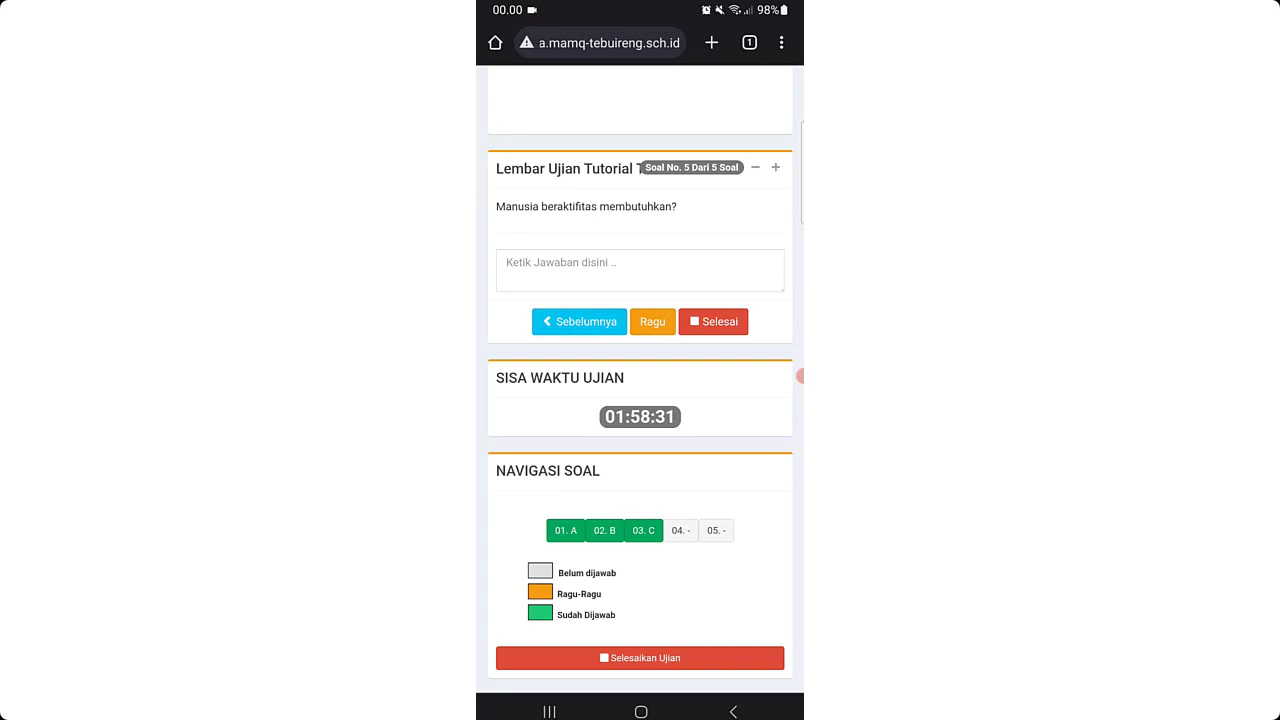 00.00
98%
a.mamq-tebuireng.sch.id
1
Lembar Ujian Tutorial
Soal No. 5 Dari 5 Soal
Manusia beraktifitas membutuhkan?
Ketik Jawaban disini ..
Sebelumnya
Ragu
Selesai
SISA WAKTU UJIAN
01:58:31
NAVIGASI SOAL
01. A
02. B
03. C
04. -
05. -
Belum dijawab
Ragu-Ragu
Sudah Dijawab
Selesaikan Ujian